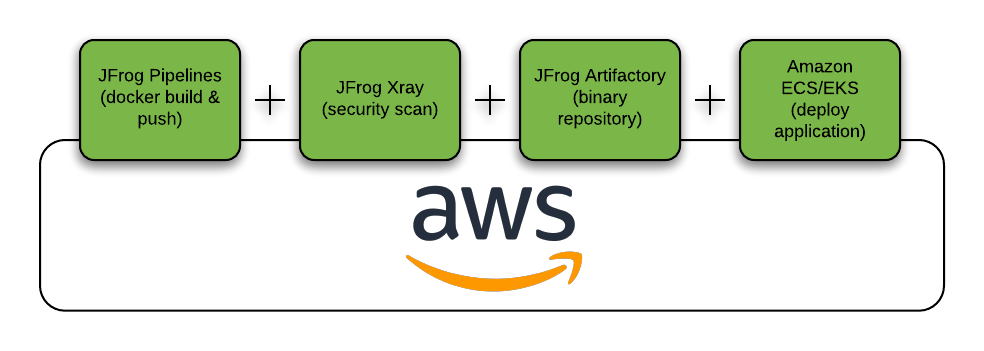 JFrog Pipelines
(docker build &
push)
JFrog Xray
(security scan)
JFrog Artifactory
(binary
repository)
Amazon
ECS/EKS
(deploy
application)
aws